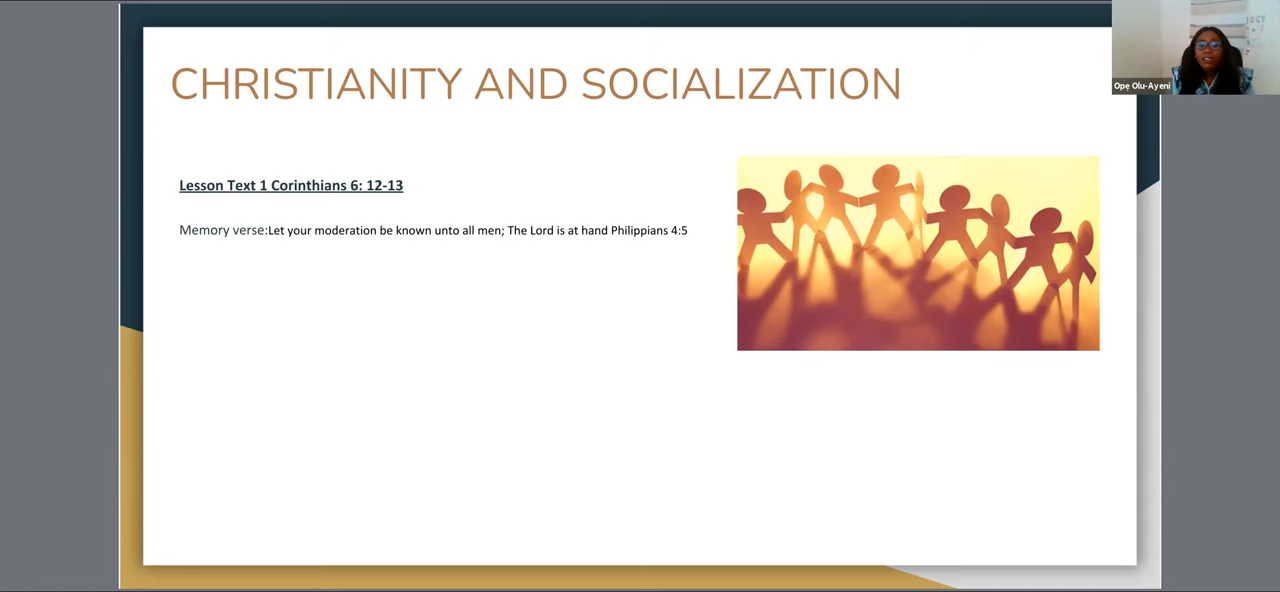 CHRISTIANITY AND SOCIALIZATION
Lesson Text 1 Corinthians 6: 12-13
Memory verse:Let your moderation be known unto all men; The Lord is at hand Philippians 4:5
Opẹ Olu-Ayeni